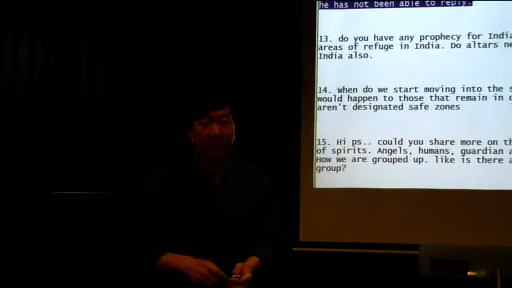 he has not been able to reply.
13. do you have any prophecy for
areas of refuge in India. Do altars
India also.
14. When do we start moving into the
would happen to those that remain in
aren't designated safe zones
15. Hi ps.. could you share more on
of spirits. Angels, humans, guardian
How we are grouped up. like is there
group?